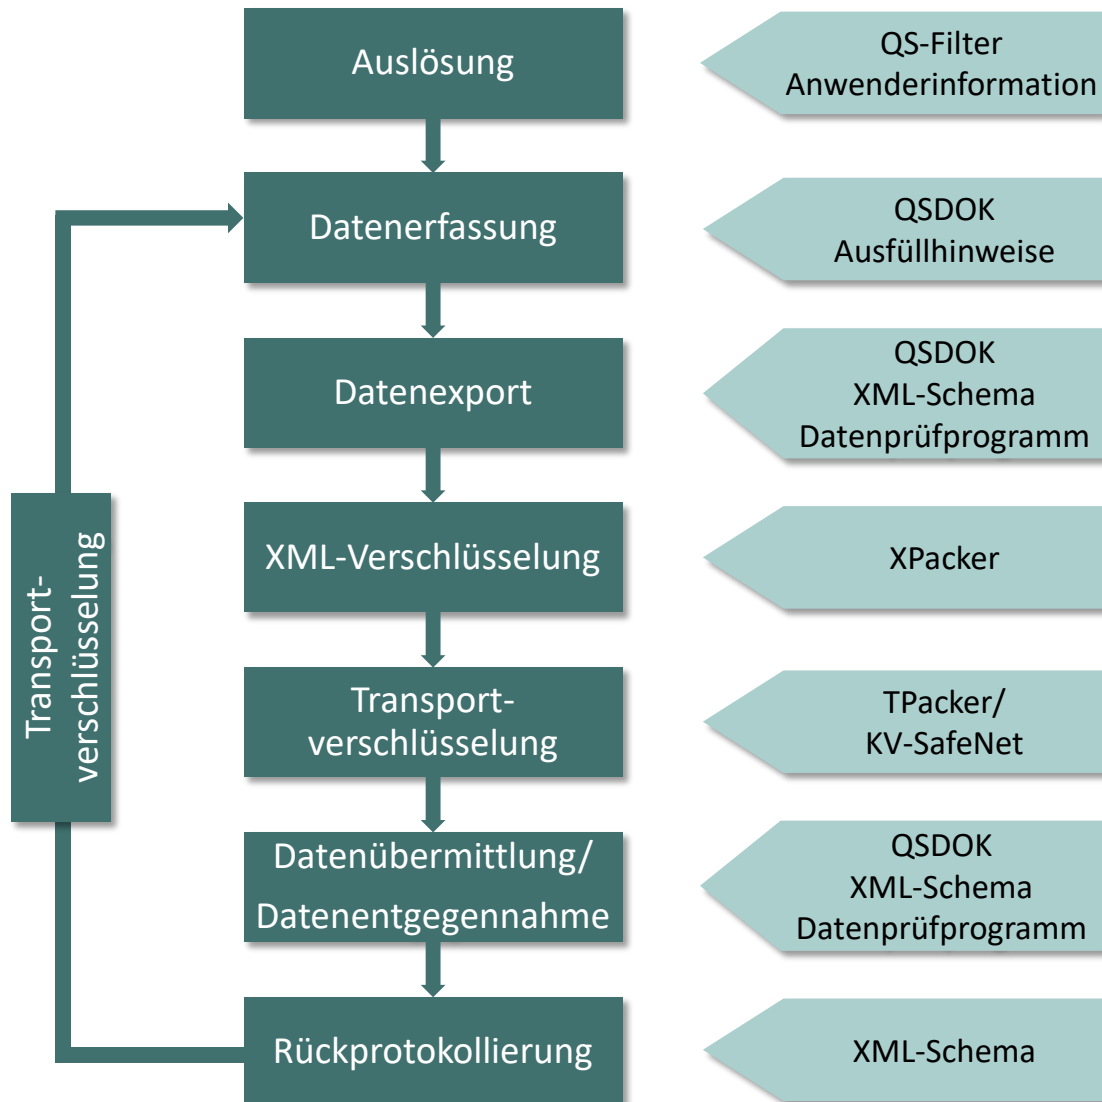 Auslösung
QS-Filter
Anwenderinformation
Datenerfassung
QSDOK
Ausfüllhinweise
Datenexport
QSDOK
XML-Schema
Datenprüfprogramm
XML-Verschlüsselung
XPacker
Transport-
verschlüsselung
Transport-
verschlüsselung
TPacker/
KV-SafeNet
Datenübermittlung/
Datenentgegennahme
QSDOK
XML-Schema
Datenprüfprogramm
Rückprotokollierung
XML-Schema